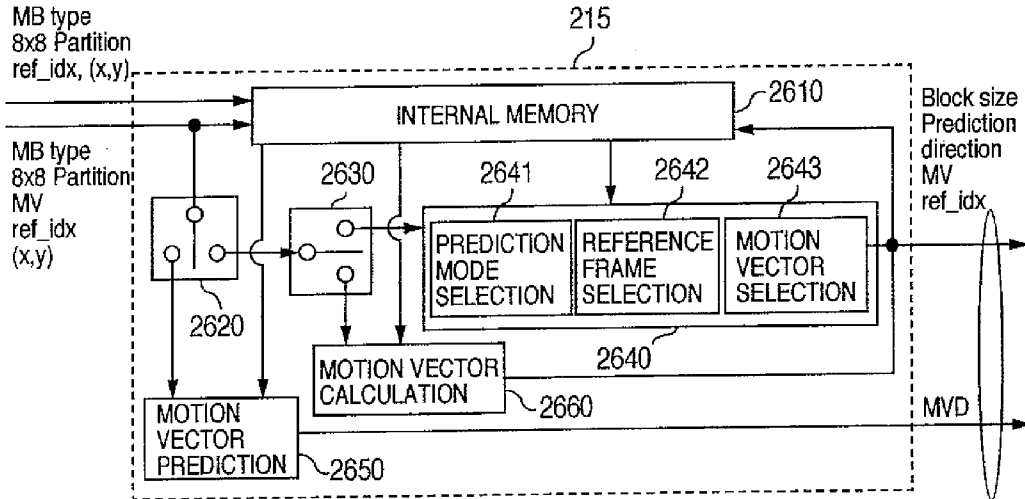 MB type
8x8 Partition
ref_idx, (x,y)
215
INTERNAL MEMORY
2610
Block size
Prediction
direction
MV
ref_idx
MB type
8x8 Partition
MV
ref_idx
(x,y)
2630
2641
2642
2643
PREDICTION
MODE
SELECTION
REFERENCE
FRAME
SELECTION
MOTION
VECTOR
SELECTION
2620
2640
MOTION VECTOR
CALCULATION
2660
MOTION
VECTOR
PREDICTION
2650
MVD